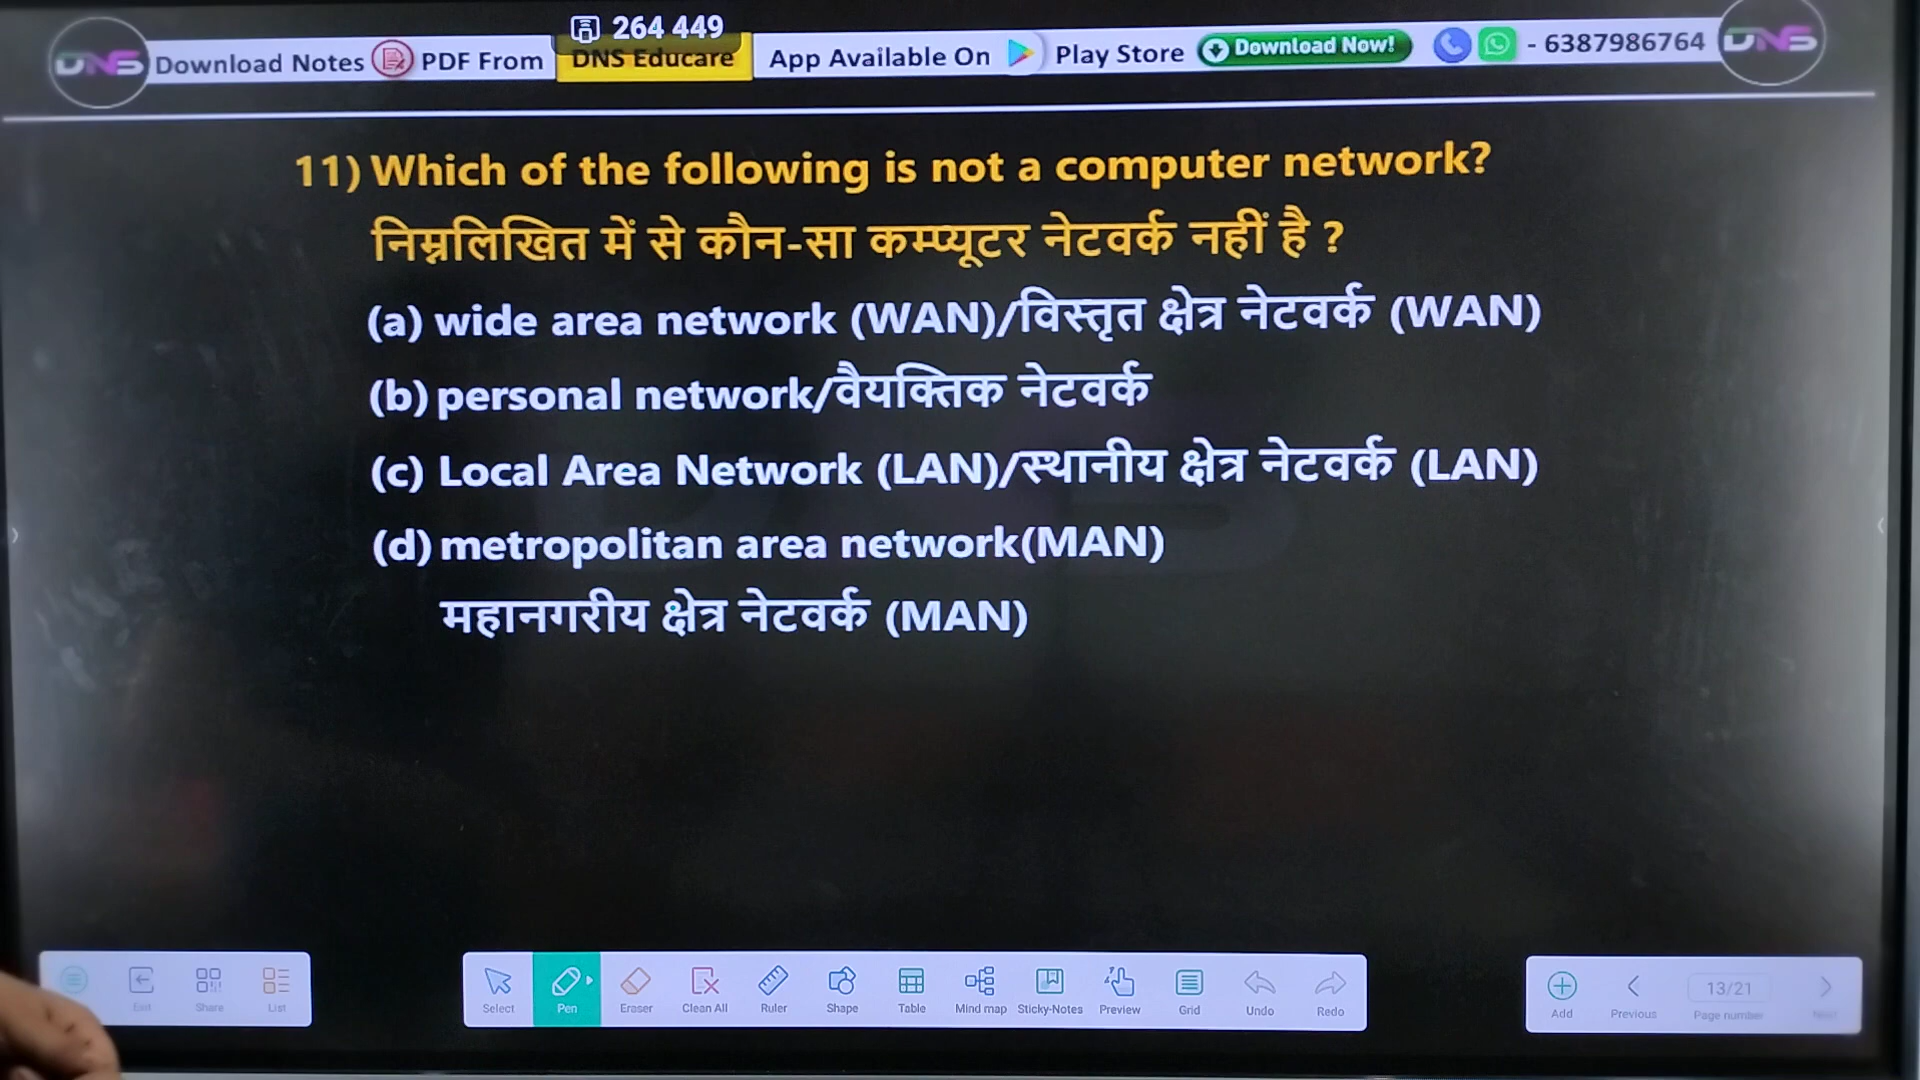 264 449
DNS Download Notes PDF From DNS Educare App Available On Play Store Download Now! - 6387986764 DNS
11) Which of the following is not a computer network?
निम्नलिखित में से कौन-सा कम्प्यूटर नेटवर्क नहीं है ?
(a) wide area network (WAN)/विस्तृत क्षेत्र नेटवर्क (WAN)
(b) personal network/वैयक्तिक नेटवर्क
(c) Local Area Network (LAN)/स्थानीय क्षेत्र नेटवर्क (LAN)
(d) metropolitan area network(MAN)
महानगरीय क्षेत्र नेटवर्क (MAN)
Exit Share List Select Pen Eraser Clean All Ruler Shape Table Mind map Sticky-Notes Preview Grid Undo Redo Add Previous 13/21 Page number Next